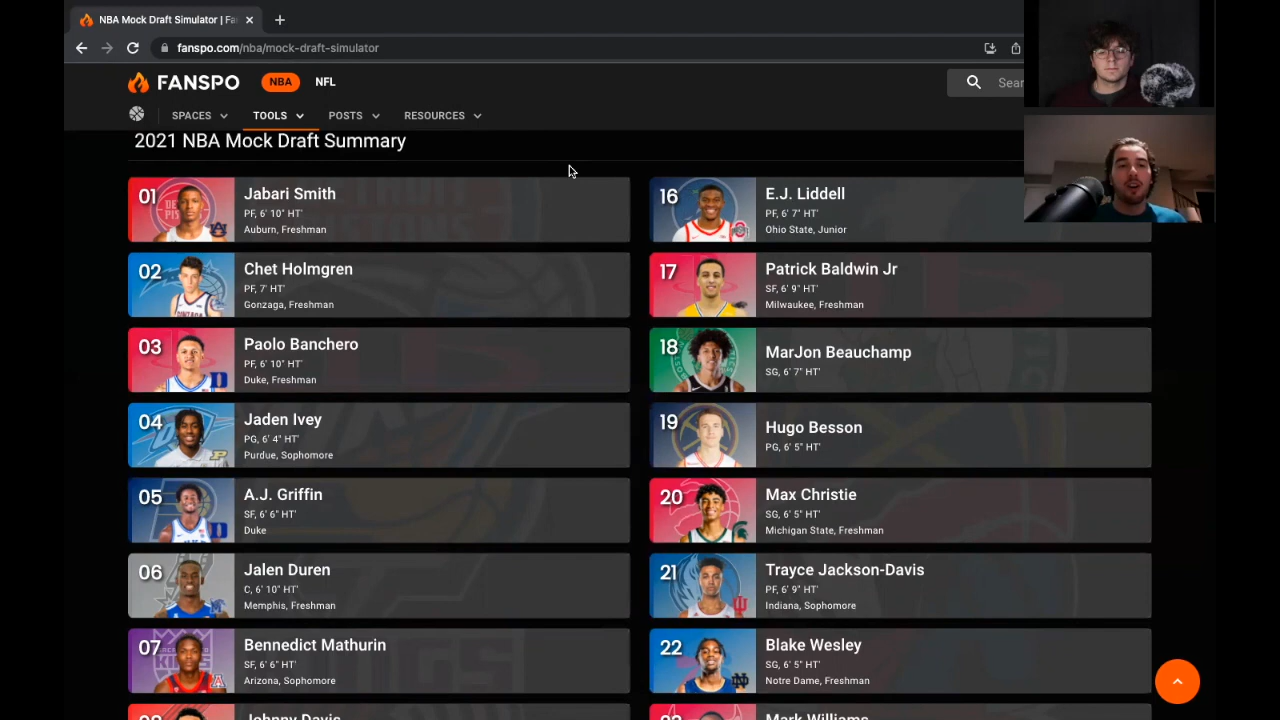 NBA Mock Draft Simulator | Fa
fanspo.com/nba/mock-draft-simulator
FANSPO
NBA
NFL
Sear
SPACES
TOOLS
POSTS
RESOURCES
2021 NBA Mock Draft Summary
01
Jabari Smith
PF, 6' 10" HT'
Auburn, Freshman
02
Chet Holmgren
PF, 7' HT'
Gonzaga, Freshman
03
Paolo Banchero
PF, 6' 10" HT'
Duke, Freshman
04
Jaden Ivey
PG, 6' 4" HT'
Purdue, Sophomore
05
A.J. Griffin
SF, 6' 6" HT'
Duke
06
Jalen Duren
C, 6' 10" HT'
Memphis, Freshman
07
Bennedict Mathurin
SF, 6' 6" HT'
Arizona, Sophomore
Johnny Davis
16
E.J. Liddell
PF, 6' 7" HT'
Ohio State, Junior
17
Patrick Baldwin Jr
SF, 6' 9" HT'
Milwaukee, Freshman
18
MarJon Beauchamp
SG, 6' 7" HT'
19
Hugo Besson
PG, 6' 5" HT'
20
Max Christie
SG, 6' 5" HT'
Michigan State, Freshman
21
Trayce Jackson-Davis
PF, 6' 9" HT'
Indiana, Sophomore
22
Blake Wesley
SG, 6' 5" HT'
Notre Dame, Freshman
Mark Williams